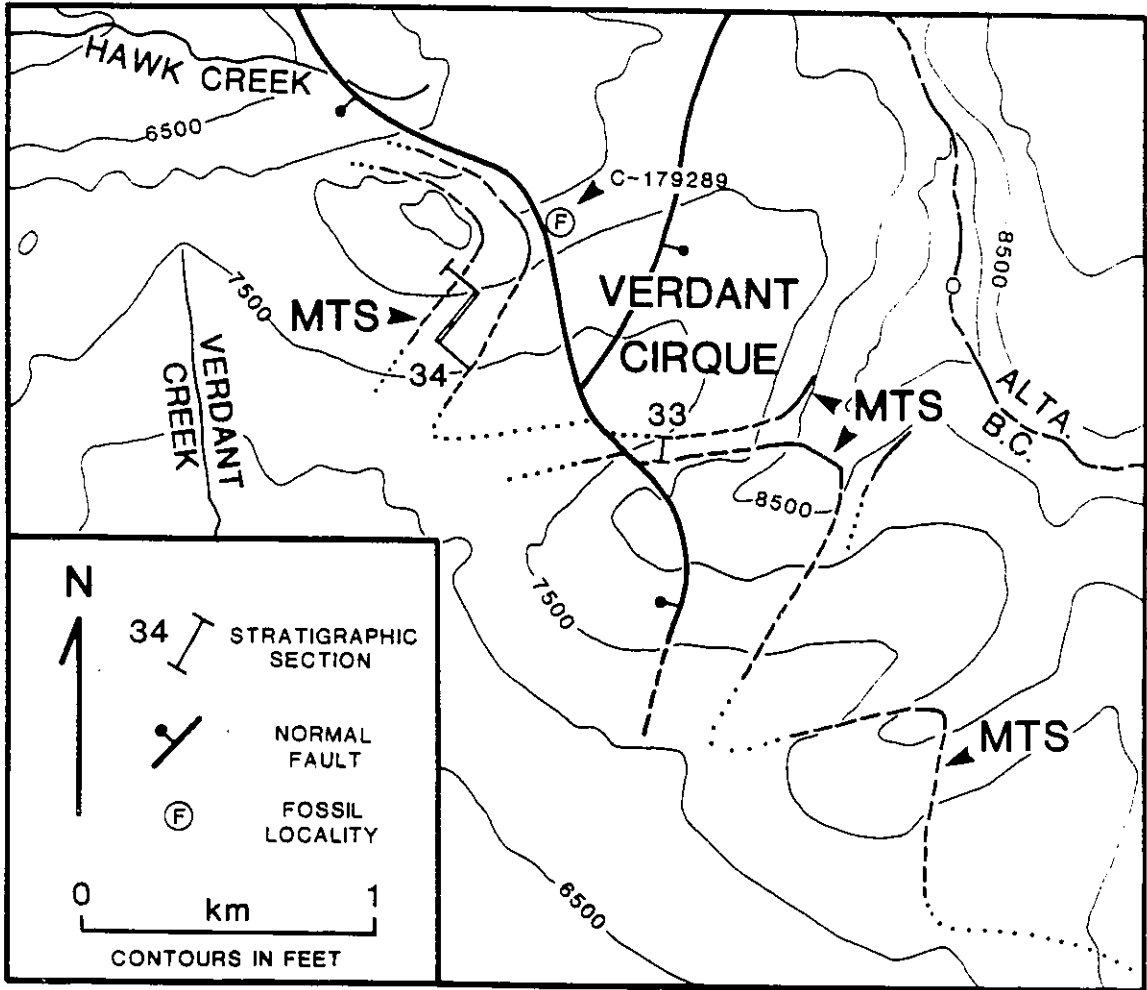 HAWK CREEK
6500
C-179289
F
8500
7500
VERDANT
CIRQUE
MTS
34
VERDANT
CREEK
33
MTS
ALTA.
B.C.
8500
7500
MTS
6500
N
34
STRATIGRAPHIC
SECTION
NORMAL
FAULT
F
FOSSIL
LOCALITY
0
1
km
CONTOURS IN FEET